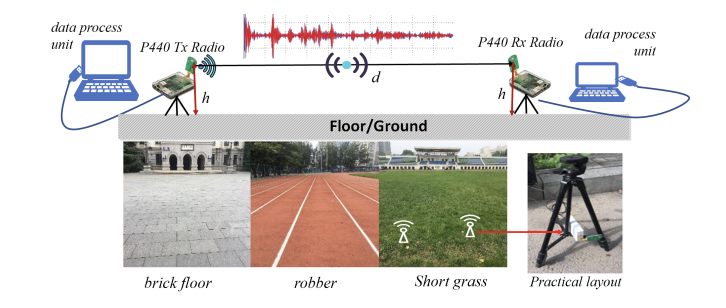 data process
unit
P440 Tx Radio
P440 Rx Radio
data process
unit
d
h
h
Floor/Ground
brick floor
robber
Short grass
Practical layout